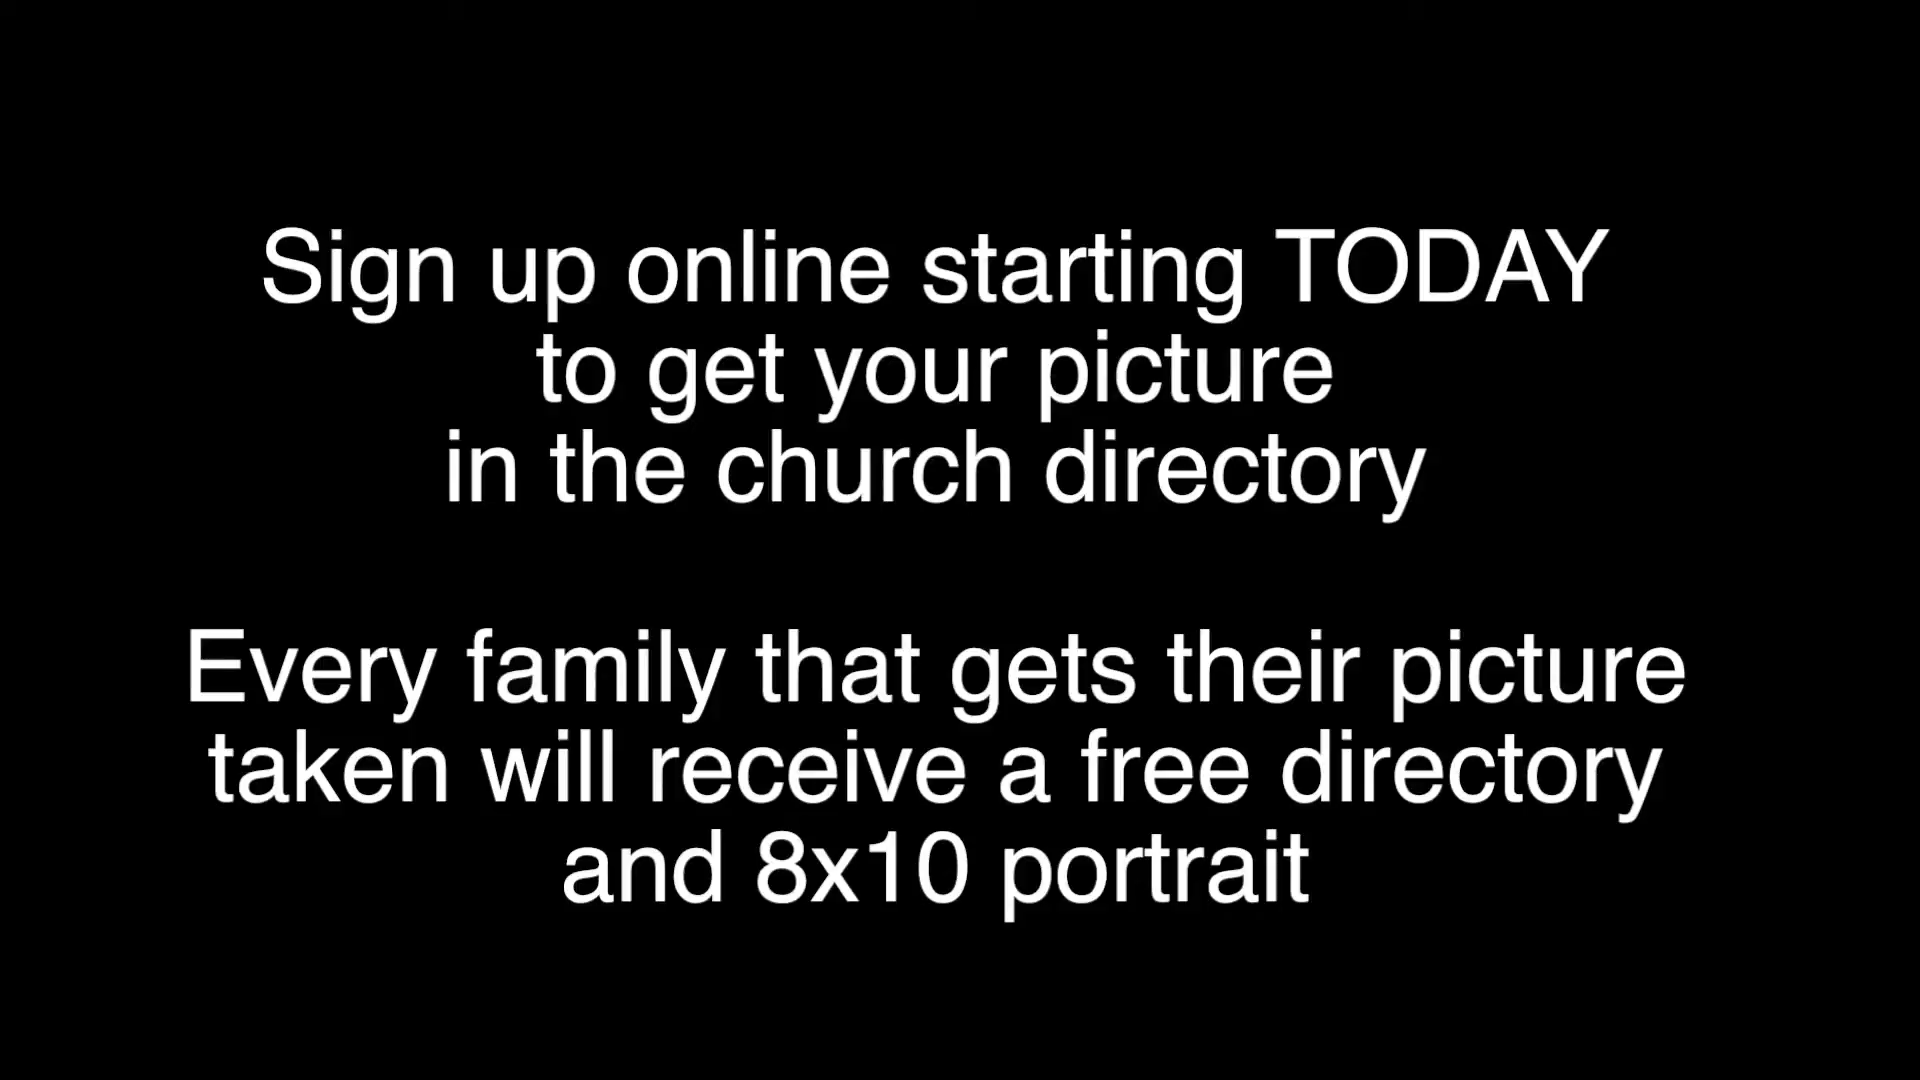 Sign up online starting TODAY
to get your picture
in the church directory
Every family that gets their picture
taken will receive a free directory
and 8x10 portrait